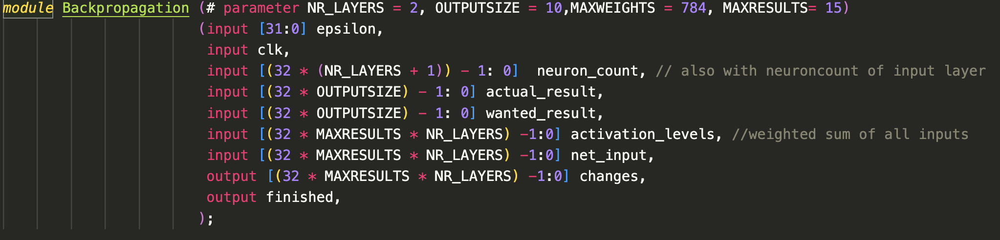 module Backpropagation (# parameter NR_LAYERS = 2, OUTPUTSIZE = 10,MAXWEIGHTS = 784, MAXRESULTS= 15)
(input [31:0] epsilon,
input clk,
input [(32 * (NR_LAYERS + 1)) - 1: 0]  neuron_count, // also with neuroncount of input layer
input [(32 * OUTPUTSIZE) - 1: 0] actual_result,
input [(32 * OUTPUTSIZE) - 1: 0] wanted_result,
input [(32 * MAXRESULTS * NR_LAYERS) -1:0] activation_levels, //weighted sum of all inputs
input [(32 * MAXRESULTS * NR_LAYERS) -1:0] net_input,
output [(32 * MAXRESULTS * NR_LAYERS) -1:0] changes,
output finished,
);